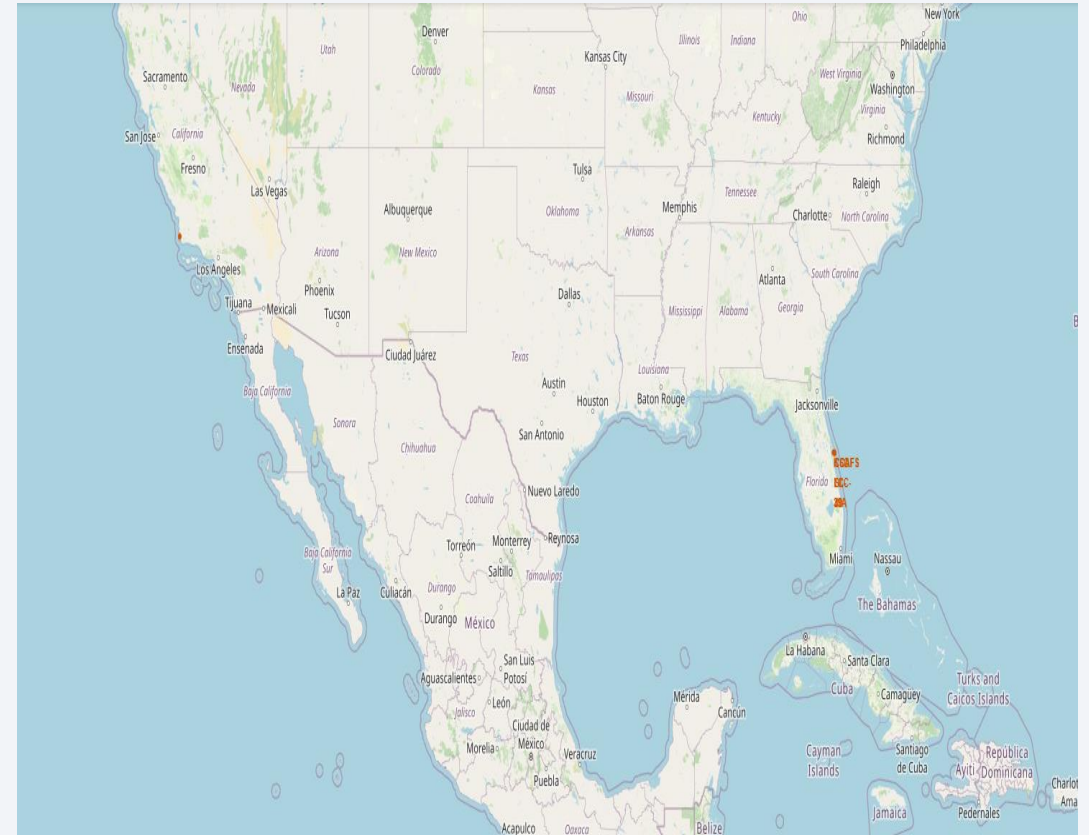 New York
Ohio
Denver
Illinois
Indiana
Philadelphia
Utah
Kansas City
Colorado
West Virginia
Sacramento
Nevada
Kansas
Missouri
Washington
Virginia
Kentucky
San Jose
California
Richmond
Fresno
Tulsa
Las Vegas
Tennessee
Raleigh
Albuquerque
Oklahoma
Memphis
Charlotte
North Carolina
Arkansas
Arizona
New Mexico
Los Angeles
Atlanta
South Carolina
Phoenix
Dallas
Tijuana
Mexicali
Tucson
Mississippi
Alabama
Georgia
Ensenada
Ciudad Juárez
Texas
Louisiana
Baja California
Austin
Houston
Baton Rouge
Jacksonville
Sonora
San Antonio
Chihuahua
Florida
Nuevo Laredo
Coahuila
Torreón
Monterrey
Reynosa
Baja California
Sur
Saltillo
Tamaulipas
Miami
Nassau
La Paz
Culiacán
Durango
Durango
México
The Bahamas
La Habana
Santa Clara
San Luis
Potosí
Aguascalientes
Cuba
Camagüey
Turks and
Caicos Islands
León
Jalisco
Mérida
Cancún
Ciudad de
México
Morelia
Veracruz
Cayman
Islands
Santiago
de Cuba
República
Dominicana
Ayiti
Puebla
Jamaica
Pedernales
Acapulco
Oaxaca
Belize